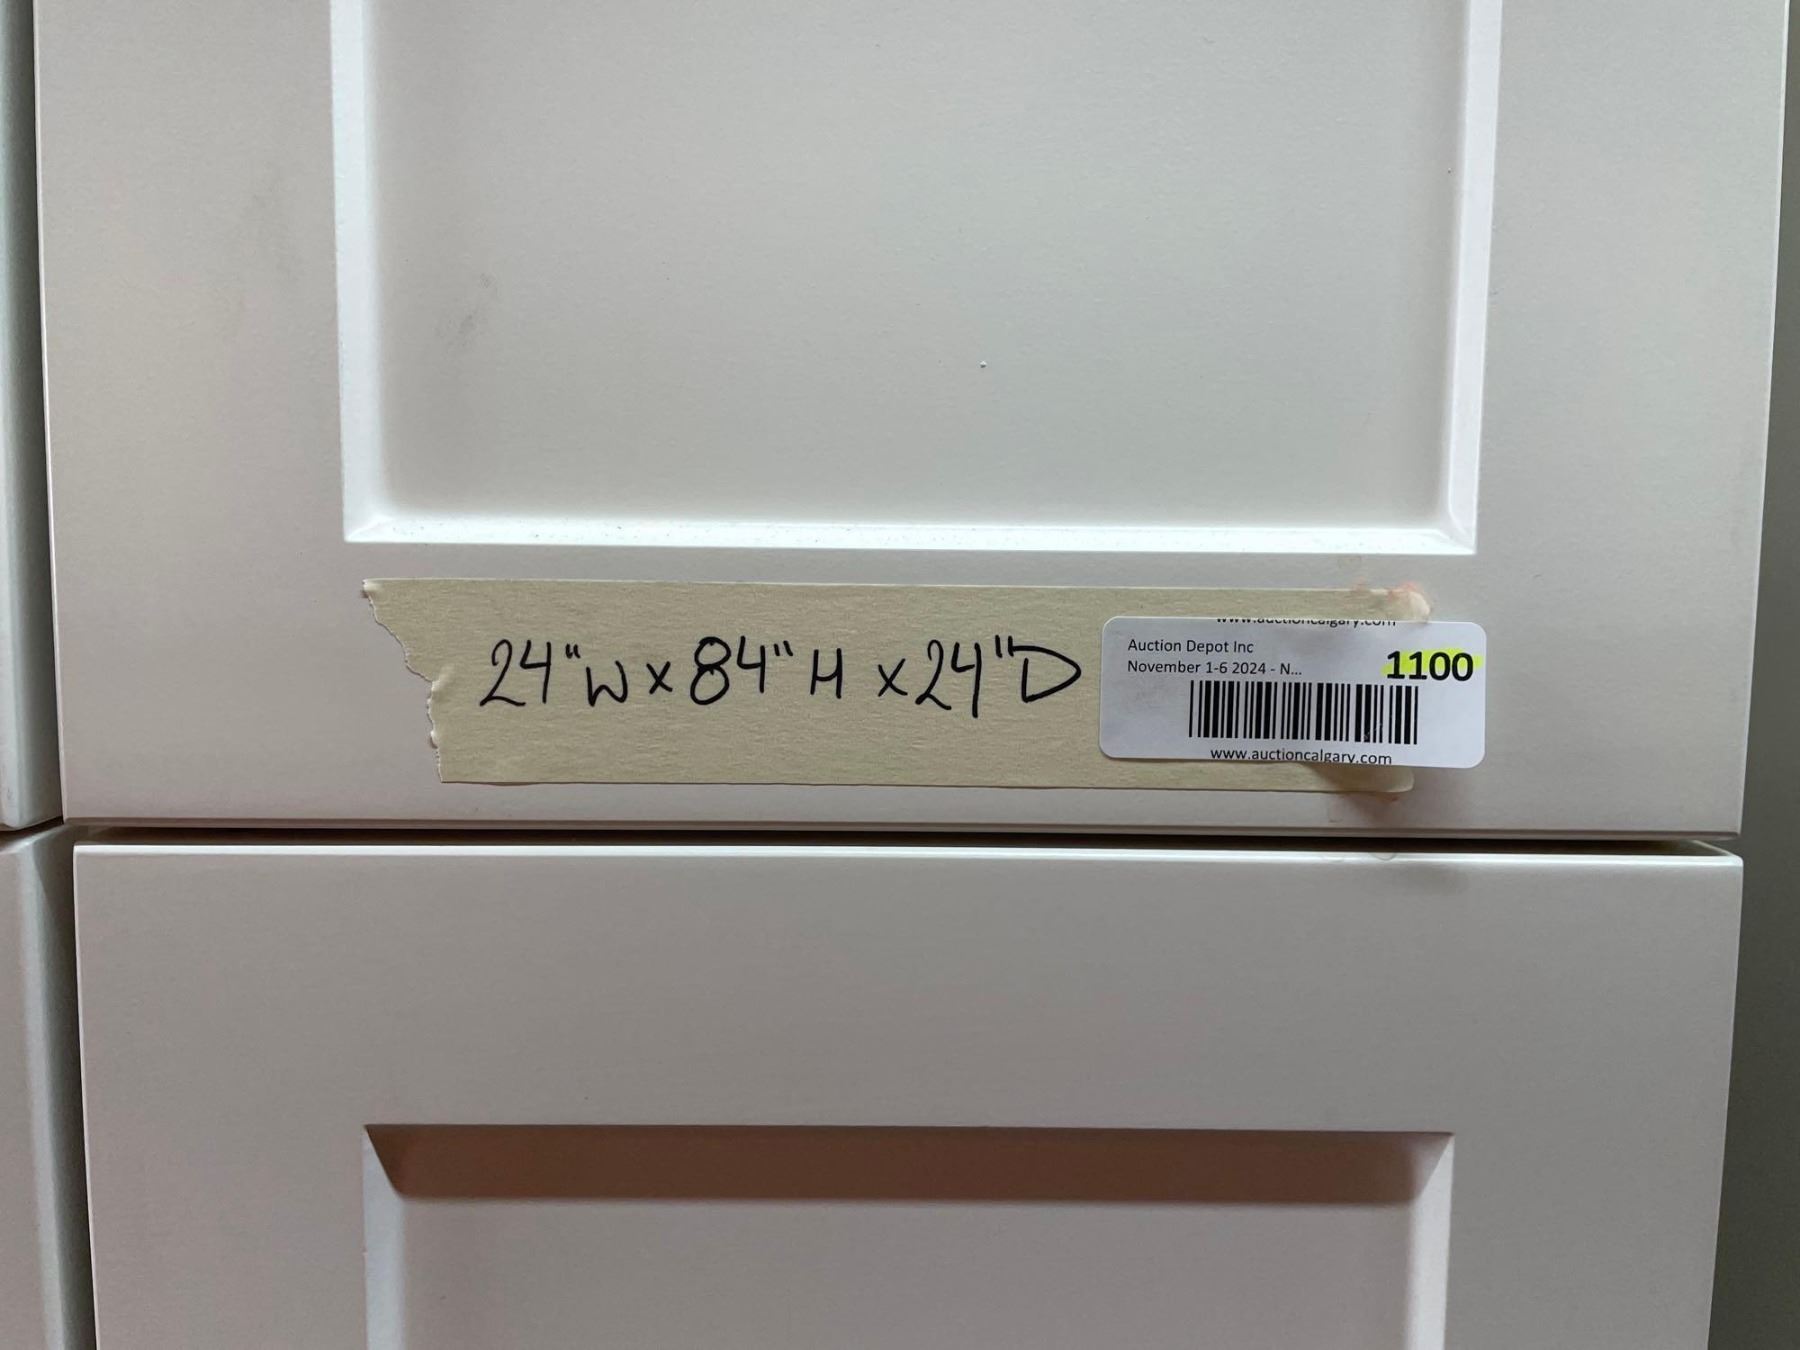 24"W x 84" H x 24"D
www.auctioncalgary.com
Auction Depot Inc
November 1-6 2024 - N...
1100
www.auctioncalgary.com